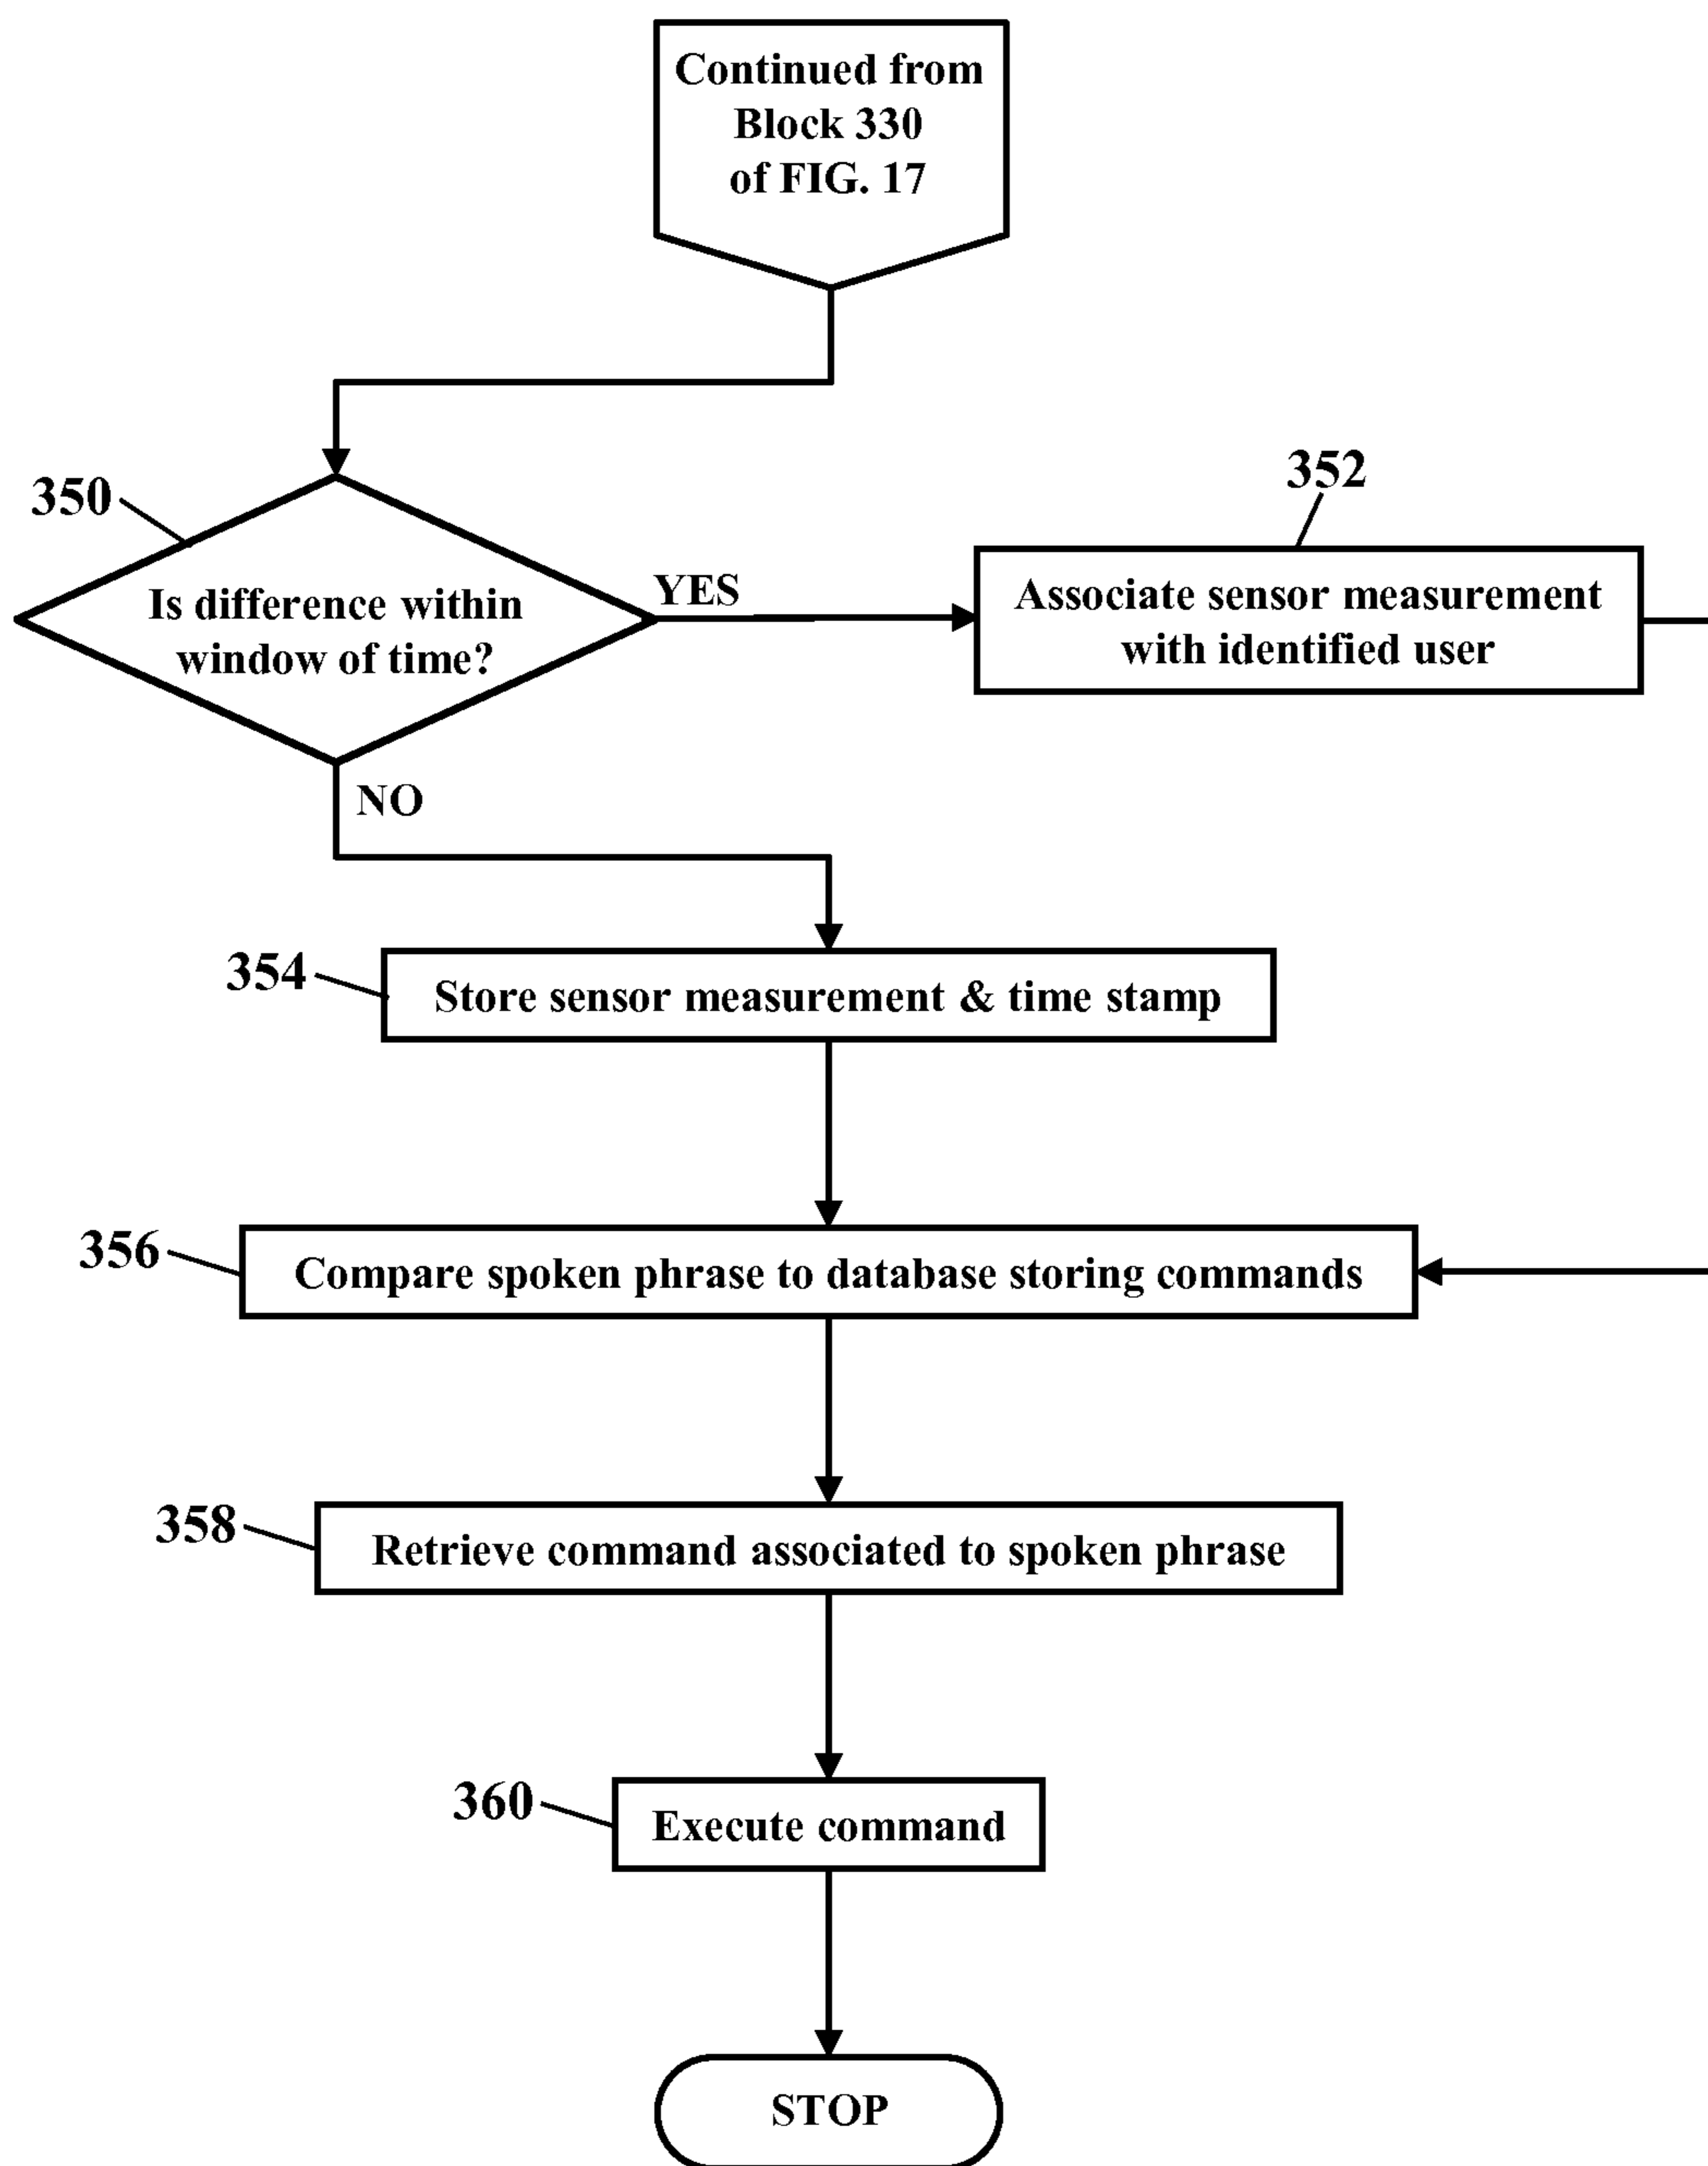 Continued from
Block 330
of FIG. 17
350
Is difference within
window of time?
YES
352
Associate sensor measurement
with identified user
NO
354
Store sensor measurement & time stamp
356
Compare spoken phrase to database storing commands
358
Retrieve command associated to spoken phrase
360
Execute command
STOP